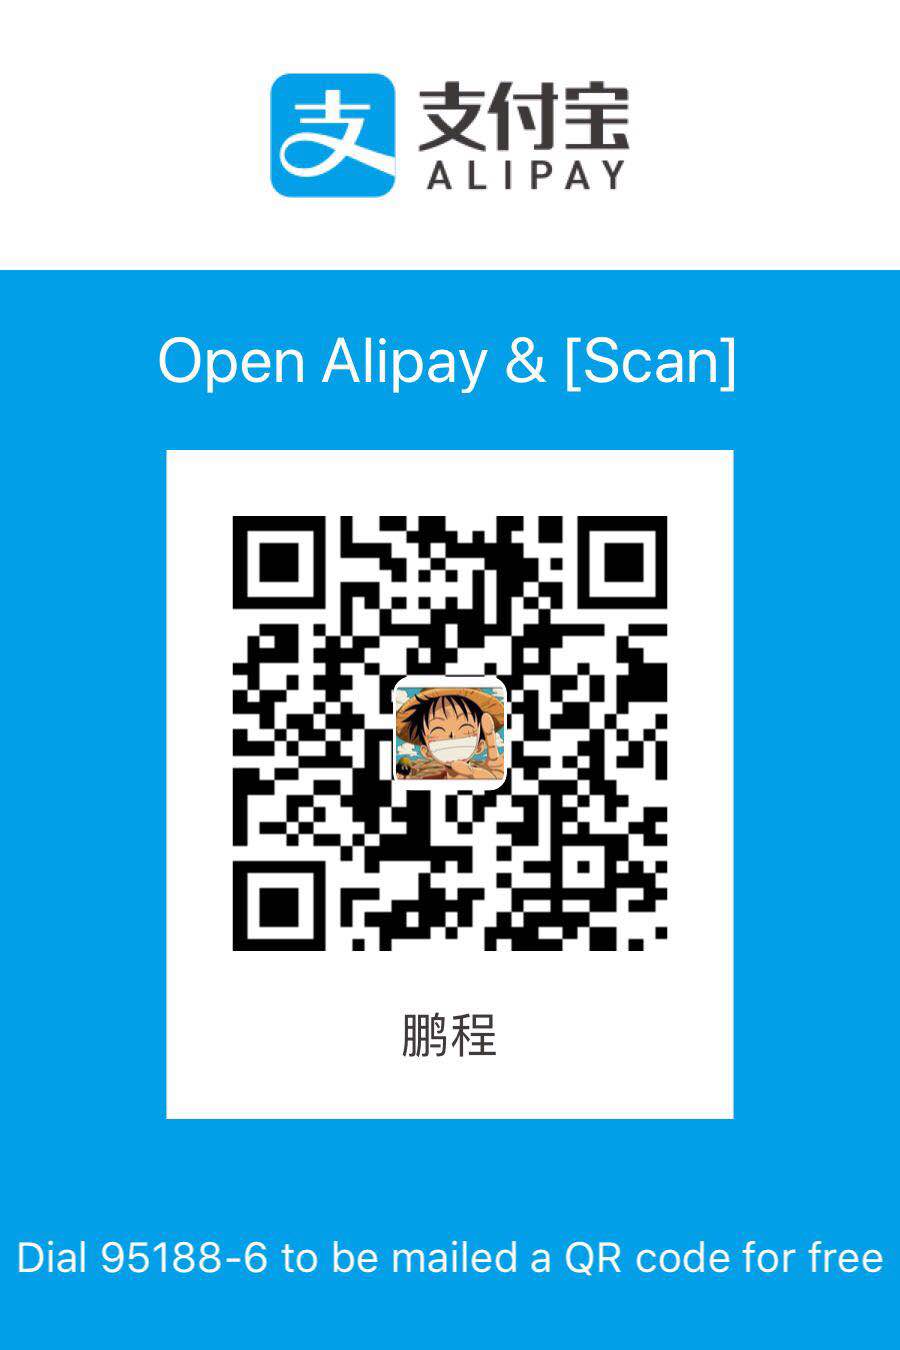 支付宝
ALIPAY
Open Alipay & [Scan]
鹏程
Dial 95188-6 to be mailed a QR code for free